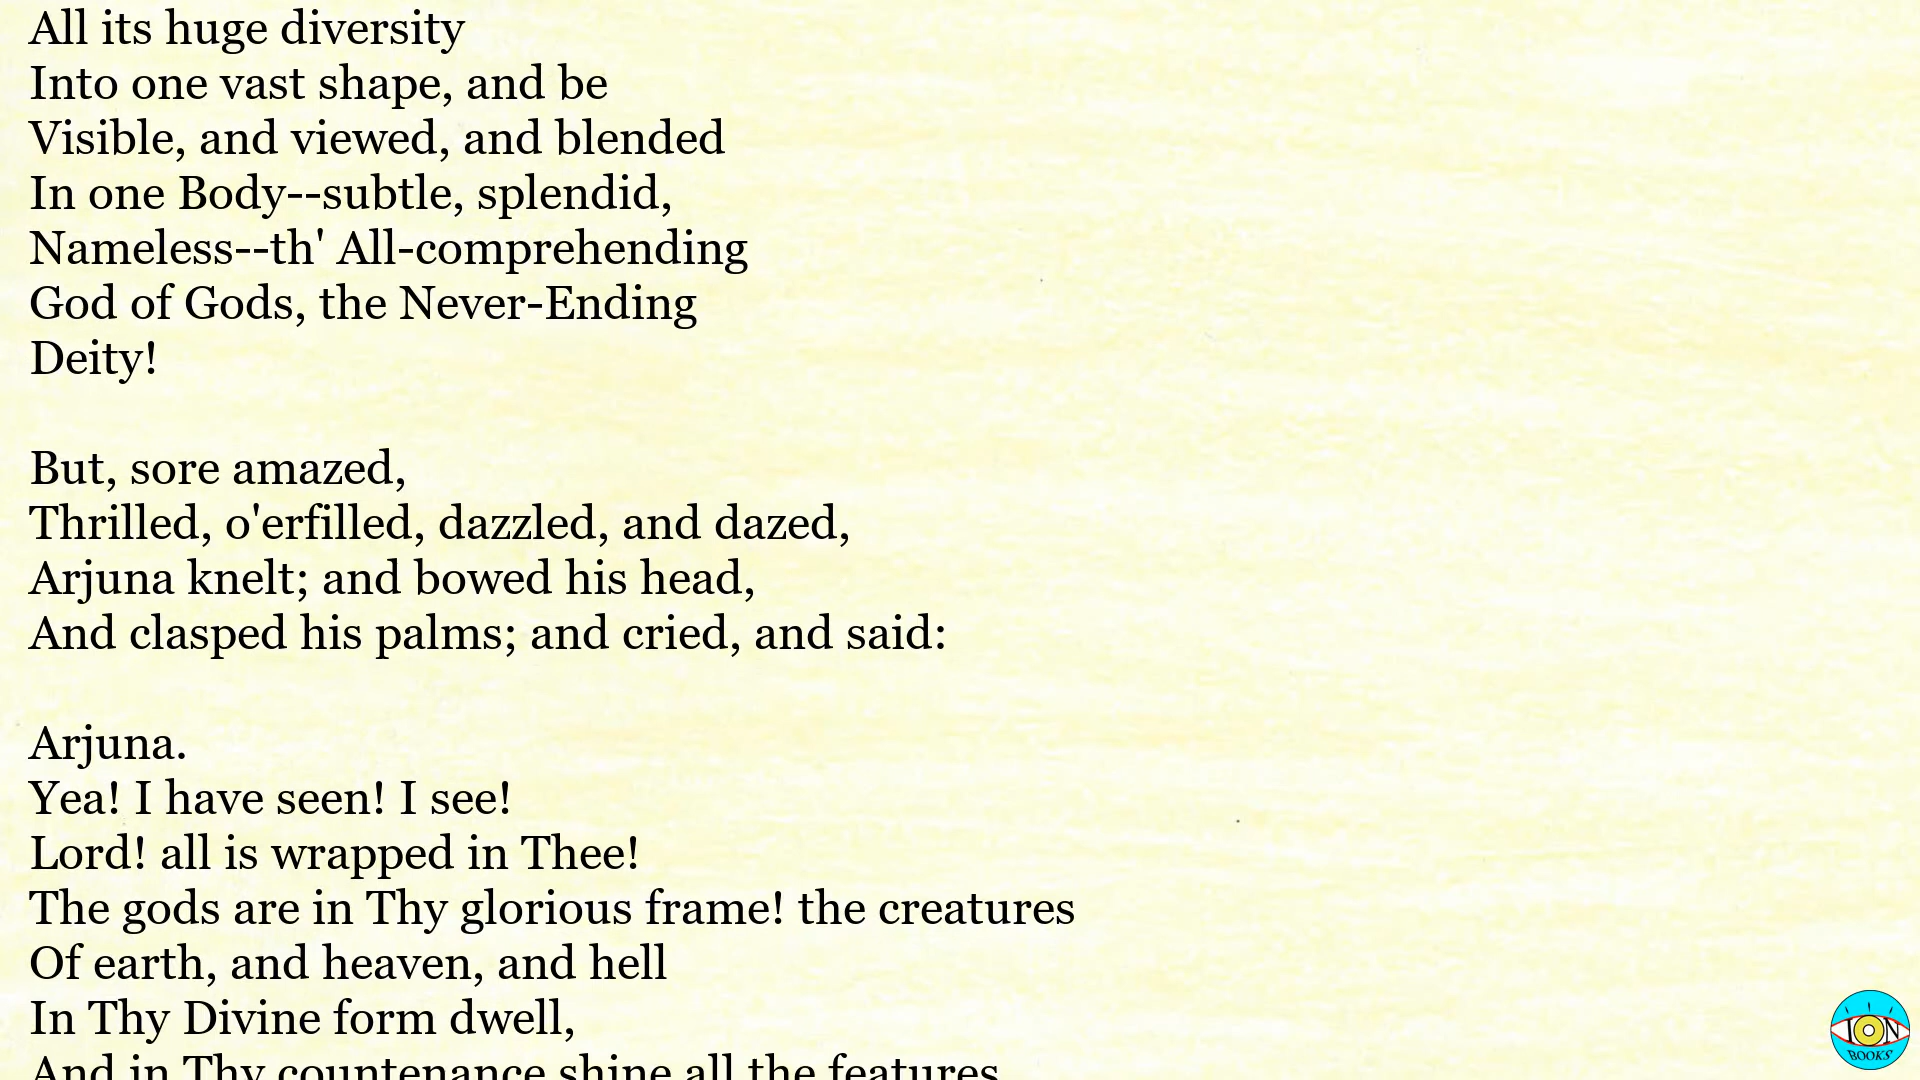 All its huge diversity
Into one vast shape, and be
Visible, and viewed, and blended
In one Body--subtle, splendid,
Nameless--th' All-comprehending
God of Gods, the Never-Ending
Deity!
But, sore amazed,
Thrilled, o'erfilled, dazzled, and dazed,
Arjuna knelt; and bowed his head,
And clasped his palms; and cried, and said:
Arjuna.
Yea! I have seen! I see!
Lord! all is wrapped in Thee!
The gods are in Thy glorious frame! the creatures
Of earth, and heaven, and hell
In Thy Divine form dwell,
And in Thy countenance shine all the features
ION
BOOKS